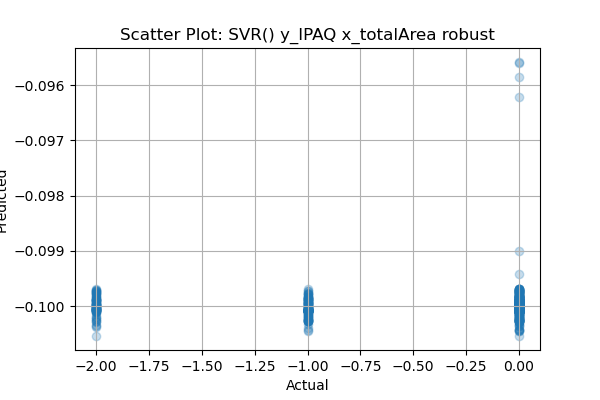 Scatter Plot: SVR() y_IPAQ x_totalArea robust
−0.096
−0.097
−0.098
−0.099
−0.100
Predicted
−2.00 −1.75 −1.50 −1.25 −1.00 −0.75 −0.50 −0.25 0.00
Actual